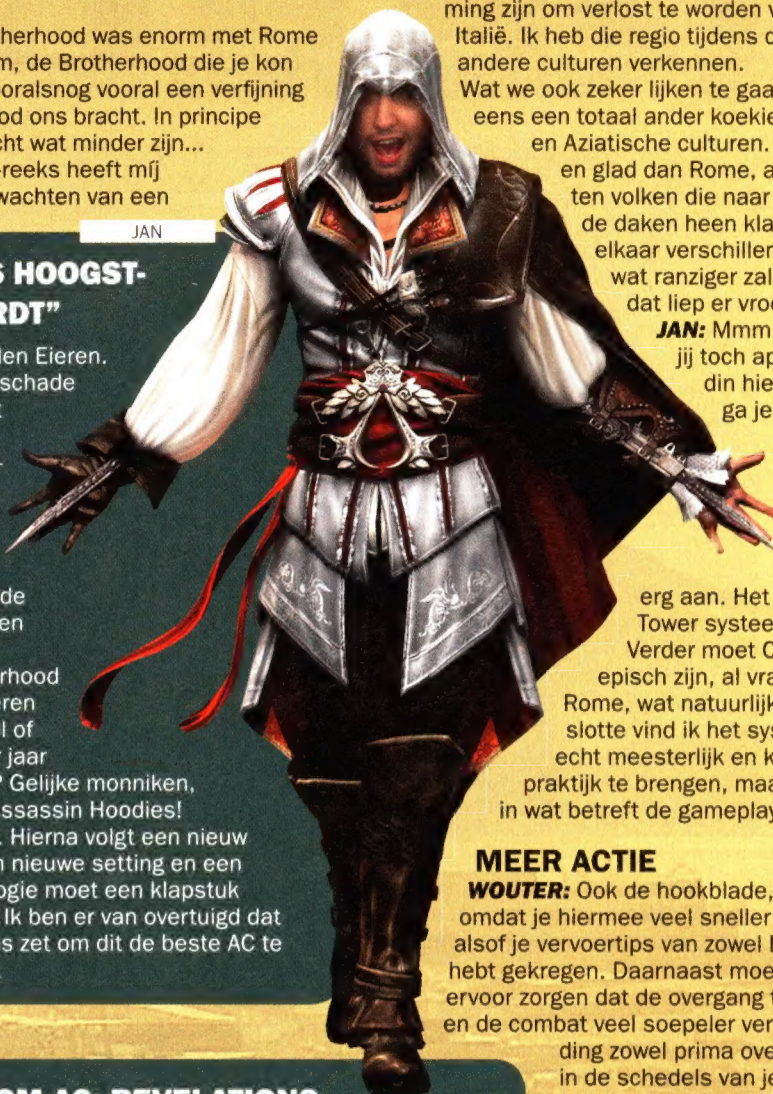 herhood was enorm met Rome
m, de Brotherhood die je kon
oralsnog vooral een verfijning
od ons bracht. In principe
cht wat minder zijn...
-reeks heeft míj
wachten van een
JAN
S HOOGST-
RDT”
len Eieren.
schade
t
de
en
rhood
eren
l of
r jaar
? Gelijke monniken,
ssassin Hoodies!
. Hierna volgt een nieuw
n nieuwe setting en een
ogie moet een klapstuk
Ik ben er van overtuigd dat
s zet om dit de beste AC te
ming zijn om verlost te worden v
Italië. Ik heb die regio tijdens d
andere culturen verkennen.
Wat we ook zeker lijken te gaa
eens een totaal ander koekie
en Aziatische culturen.
en glad dan Rome, a
ten volken die naar
de daken heen kla
elkaar verschiller
wat ranziger zal
dat liep er vroe
JAN: Mmm
jij toch ap
din hie
ga je
erg aan. Het
Tower systee
Verder moet C
episch zijn, al vra
Rome, wat natuurlijk
slotte vind ik het sys
echt meesterlijk en k
praktijk te brengen, maa
in wat betreft de gameplay
MEER ACTIE
WOUTER: Ook de hookblade,
omdat je hiermee veel sneller
alsof je vervoertips van zowel
hebt gekregen. Daarnaast moe
ervoor zorgen dat de overgang t
en de combat veel soepeler ver
ding zowel prima ove
in de schedels van je
OM AC: REVELATIONS